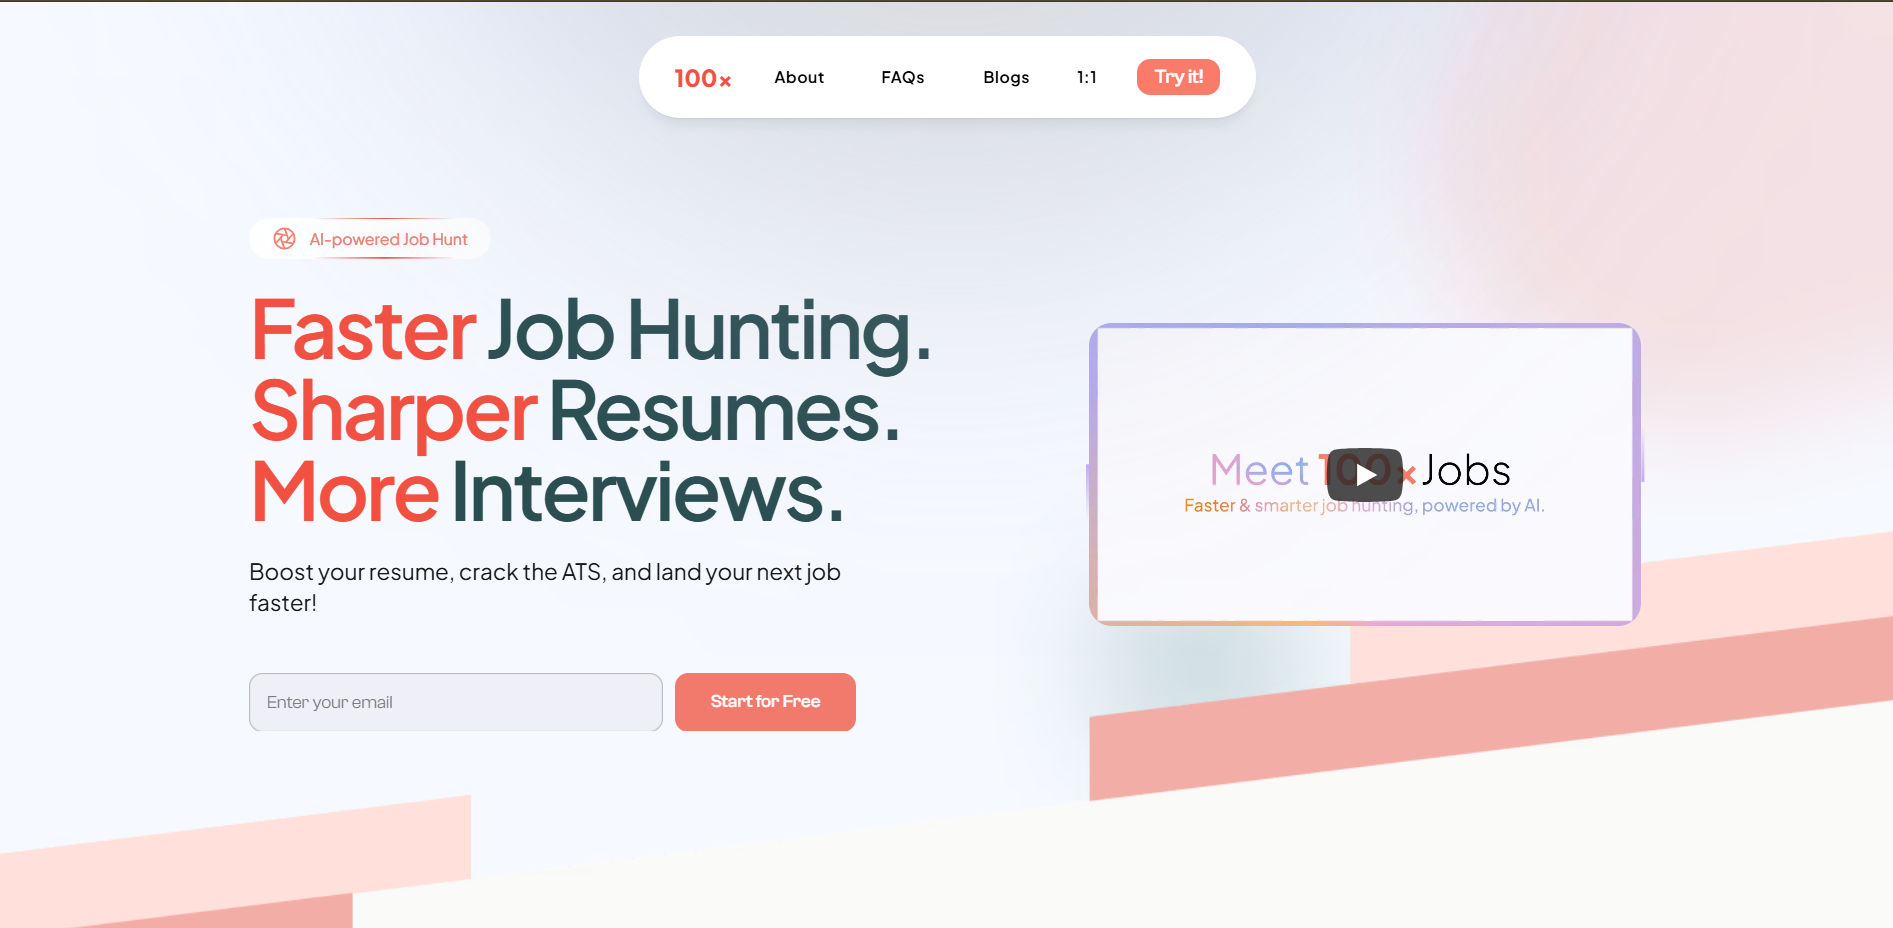 100×
About
FAQs
Blogs
1:1
Try it!
AI-powered Job Hunt
Faster Job Hunting.
Sharper Resumes.
More Interviews.
Boost your resume, crack the ATS, and land your next job
faster!
Enter your email
Start for Free
Meet 100× Jobs
Faster & smarter job hunting, powered by AI.